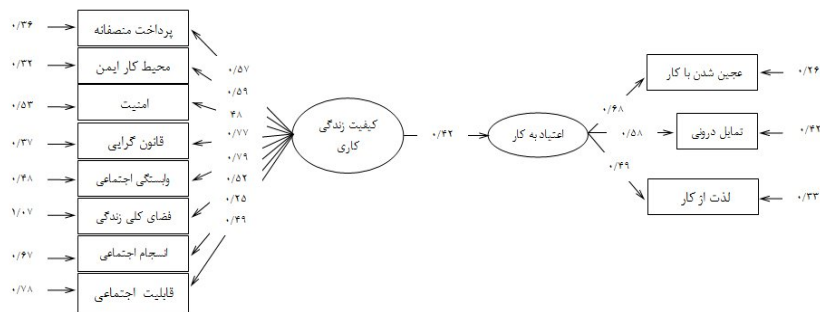 ۰/۳۶
پرداخت منصفانه
۰/۳۲
محیط کار ایمن
۰/۵۳
امنیت
۰/۳۷
قانون گرایی
۰/۴۸
وابستگی اجتماعی
۱/۰۷
فضای کلی زندگی
۰/۶۷
انسجام اجتماعی
۰/۷۸
قابلیت اجتماعی
۰/۵۷
۰/۵۹
۴۸
۰/۷۷
۰/۷۹
۰/۵۲
۰/۲۵
۰/۴۹
کیفیت زندگی
کاری
۰/۴۲
اعتیاد به کار
۰/۶۸
۰/۵۸
۰/۴۹
عجین شدن با کار
۰/۲۶
تمایل درونی
۰/۴۲
لذت از کار
۰/۳۳